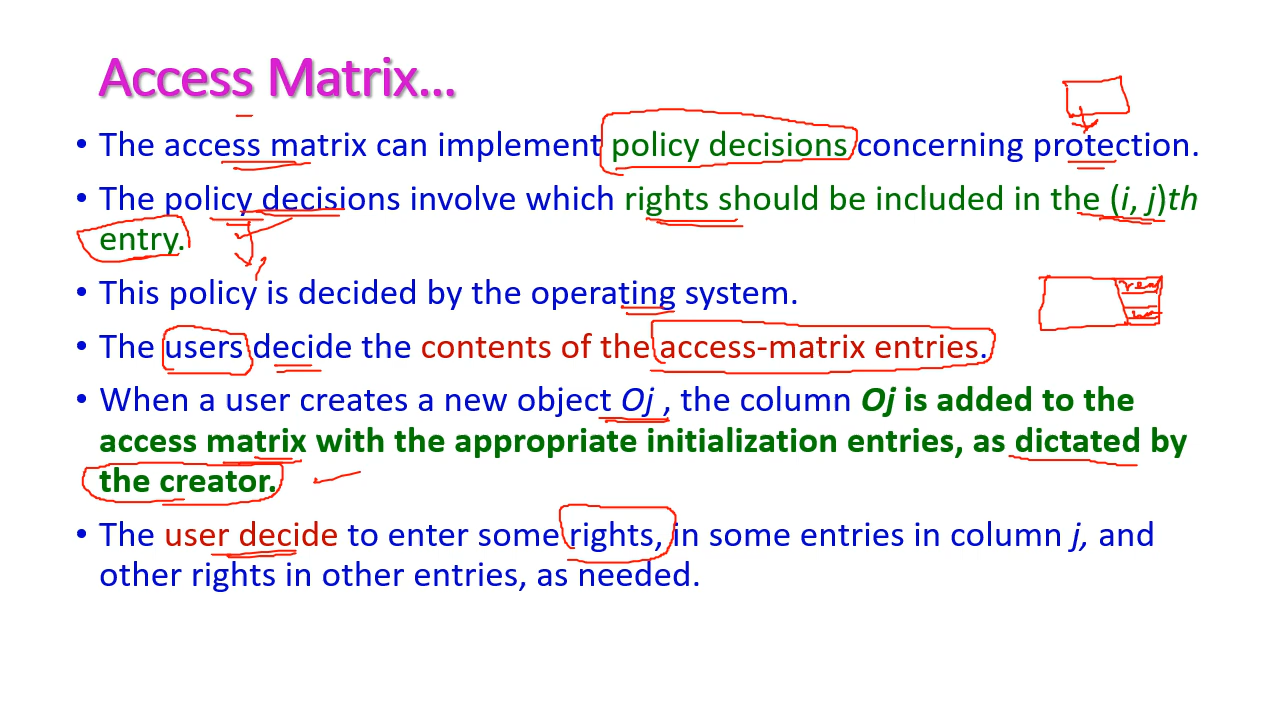 Access Matrix...
• The access matrix can implement policy decisions concerning protection.
• The policy decisions involve which rights should be included in the (i, j)th
entry.
• This policy is decided by the operating system.
• The users decide the contents of the access-matrix entries.
• When a user creates a new object Oj , the column Oj is added to the
access matrix with the appropriate initialization entries, as dictated by
the creator.
• The user decide to enter some rights, in some entries in column j, and
other rights in other entries, as needed.